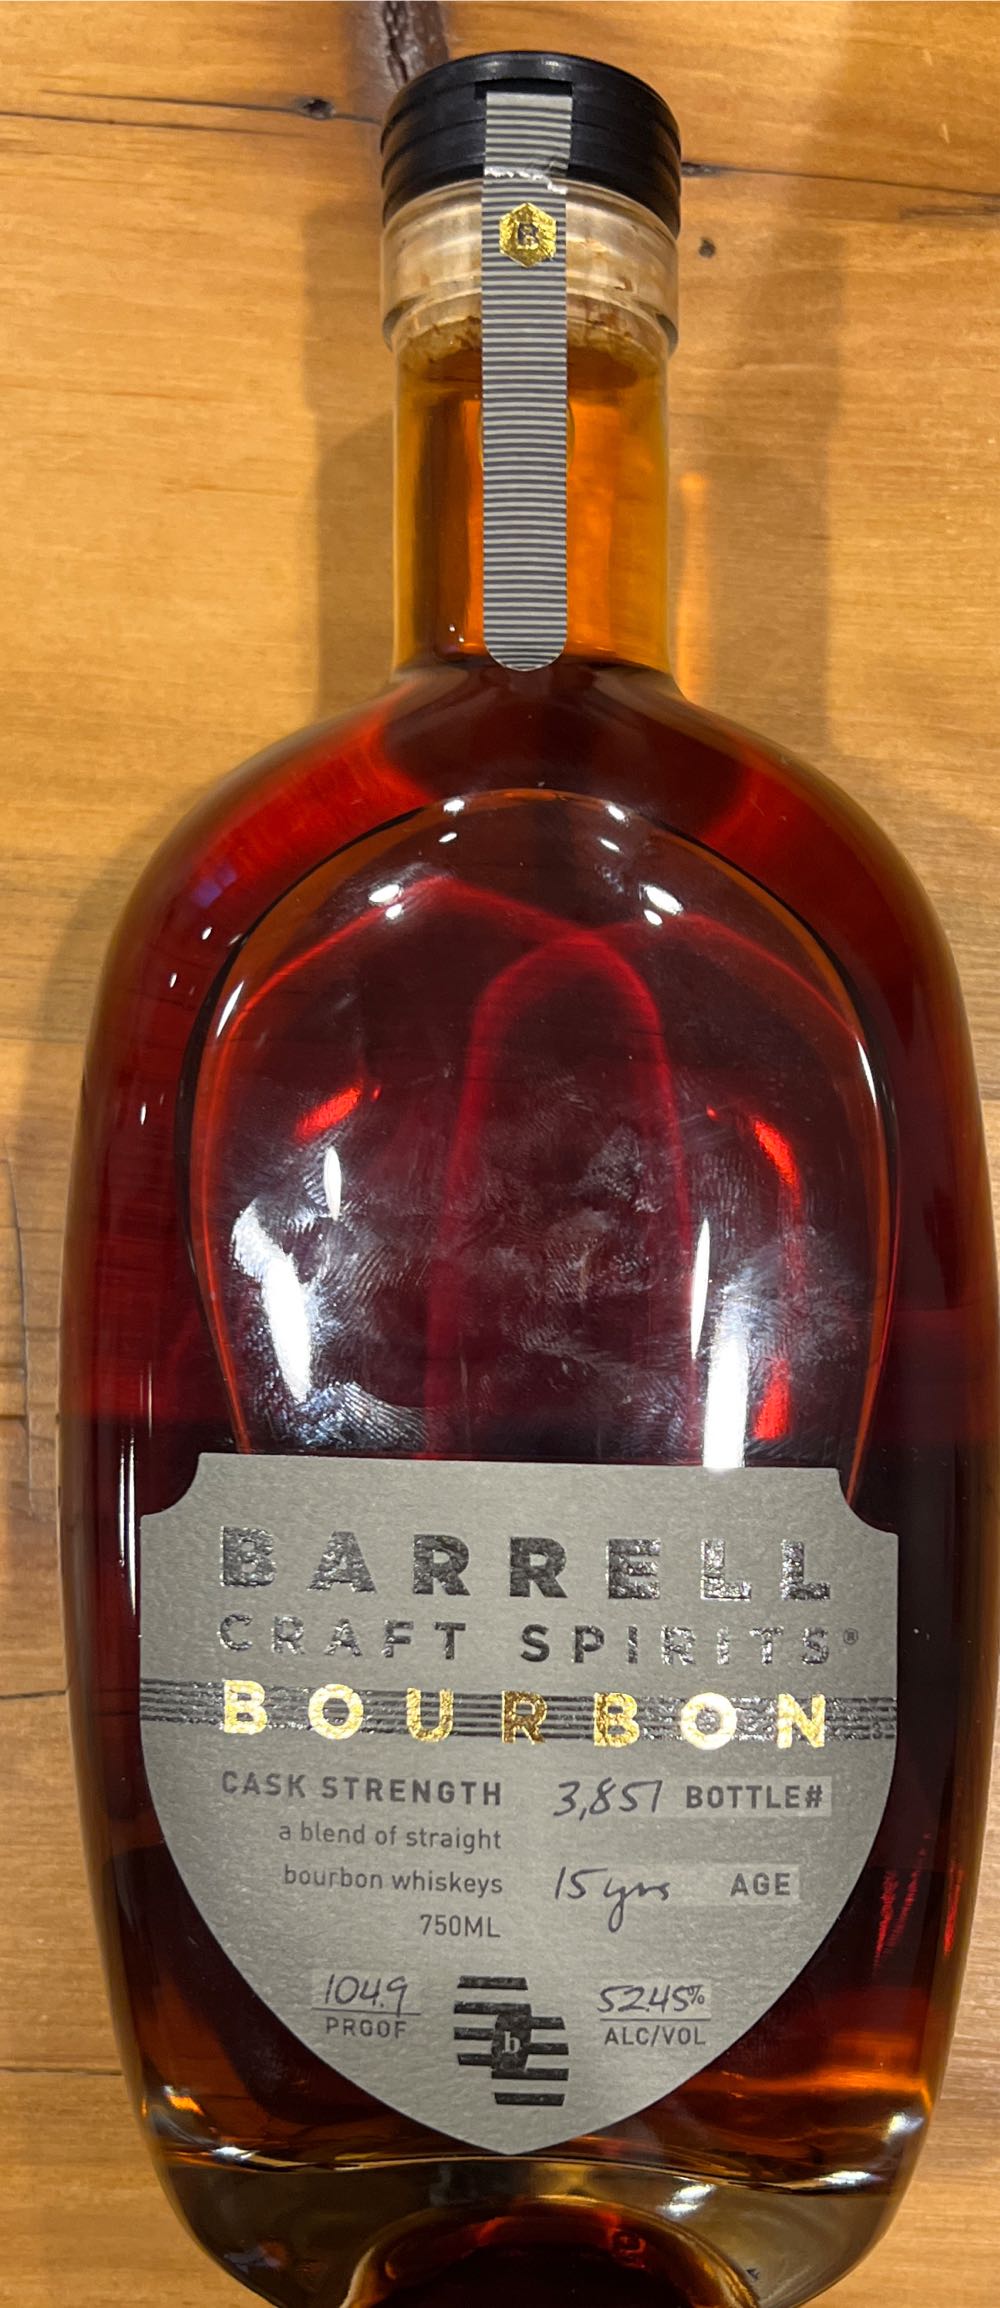 B
BARRELL
CRAFT SPIRITS®
BOURBON
CASK STRENGTH
a blend of straight
bourbon whiskeys
750ML
3,851 BOTTLE#
15 yrs AGE
104.9
PROOF
b
52.45%
ALC/VOL